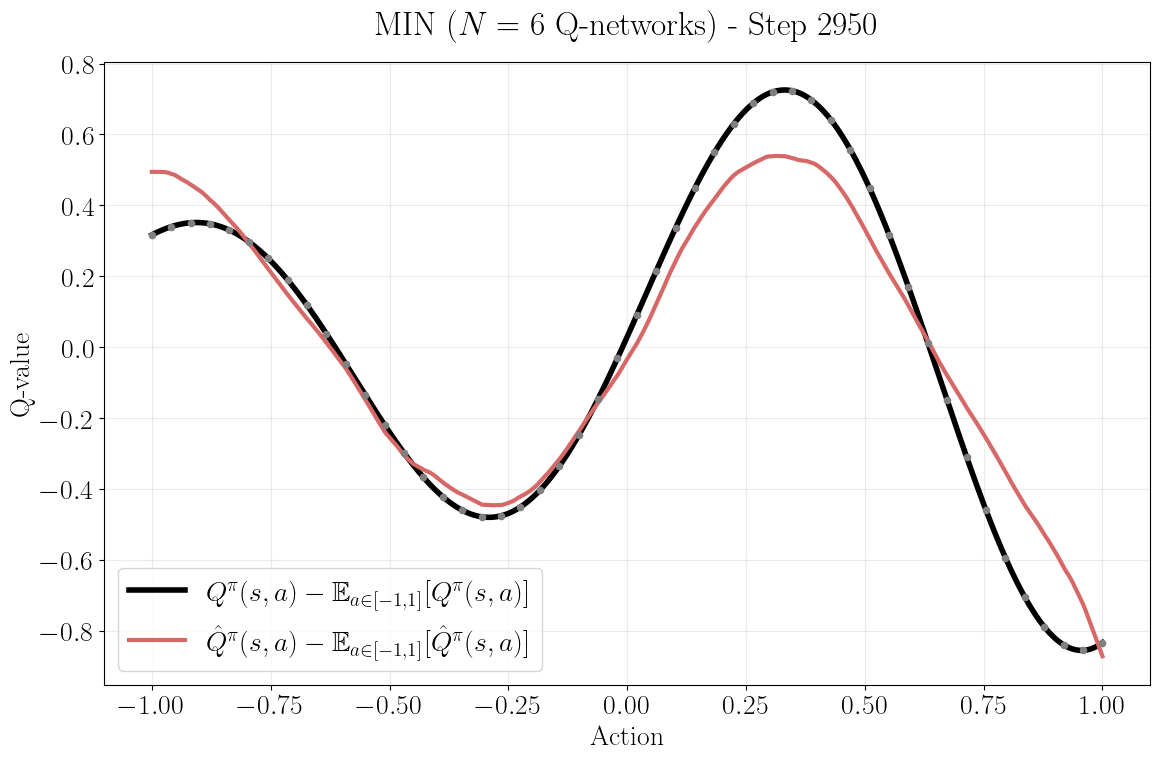 MIN (N = 6 Q-networks) - Step 2950
0.8
0.6
0.4
0.2
0.0
−0.2
−0.4
−0.6
−0.8
Q-value
Q^π(s, a) − 𝔼_{a∈[−1,1]}[Q^π(s, a)]
Q̂^π(s, a) − 𝔼_{a∈[−1,1]}[Q̂^π(s, a)]
−1.00 −0.75 −0.50 −0.25 0.00 0.25 0.50 0.75 1.00
Action